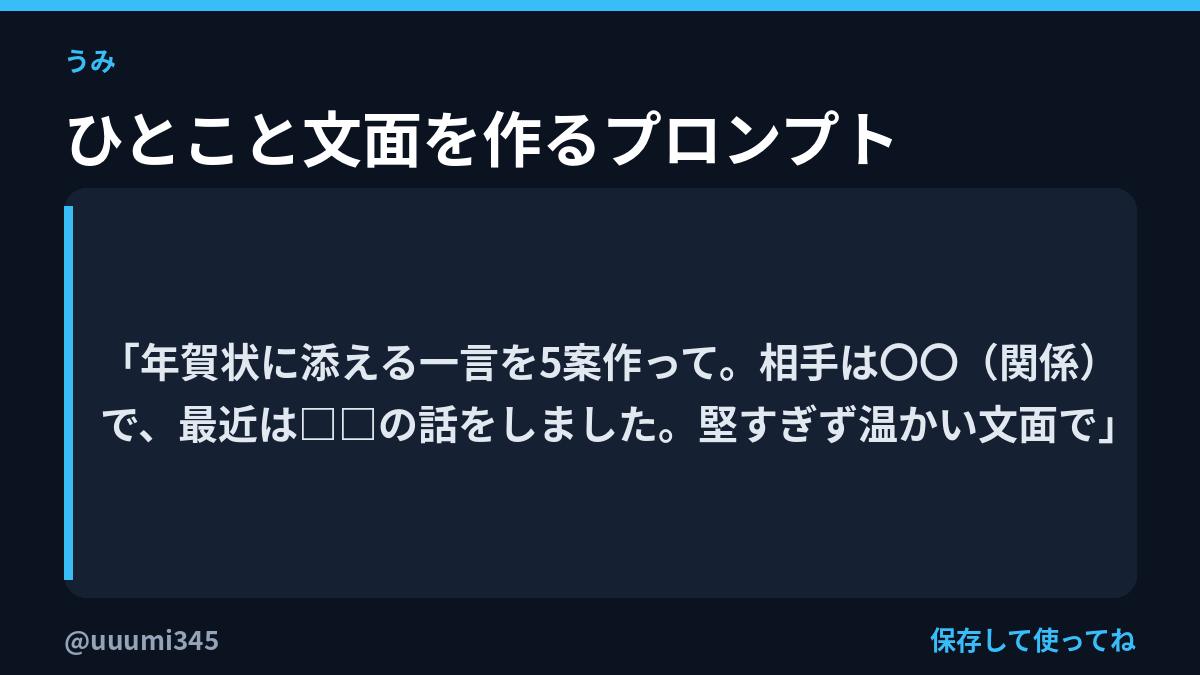 うみ
ひとこと文面を作るプロンプト
「年賀状に添える一言を5案作って。相手は〇〇（関係）
で、最近は□□の話をしました。堅すぎず温かい文面で」
@uuumi345
保存して使ってね